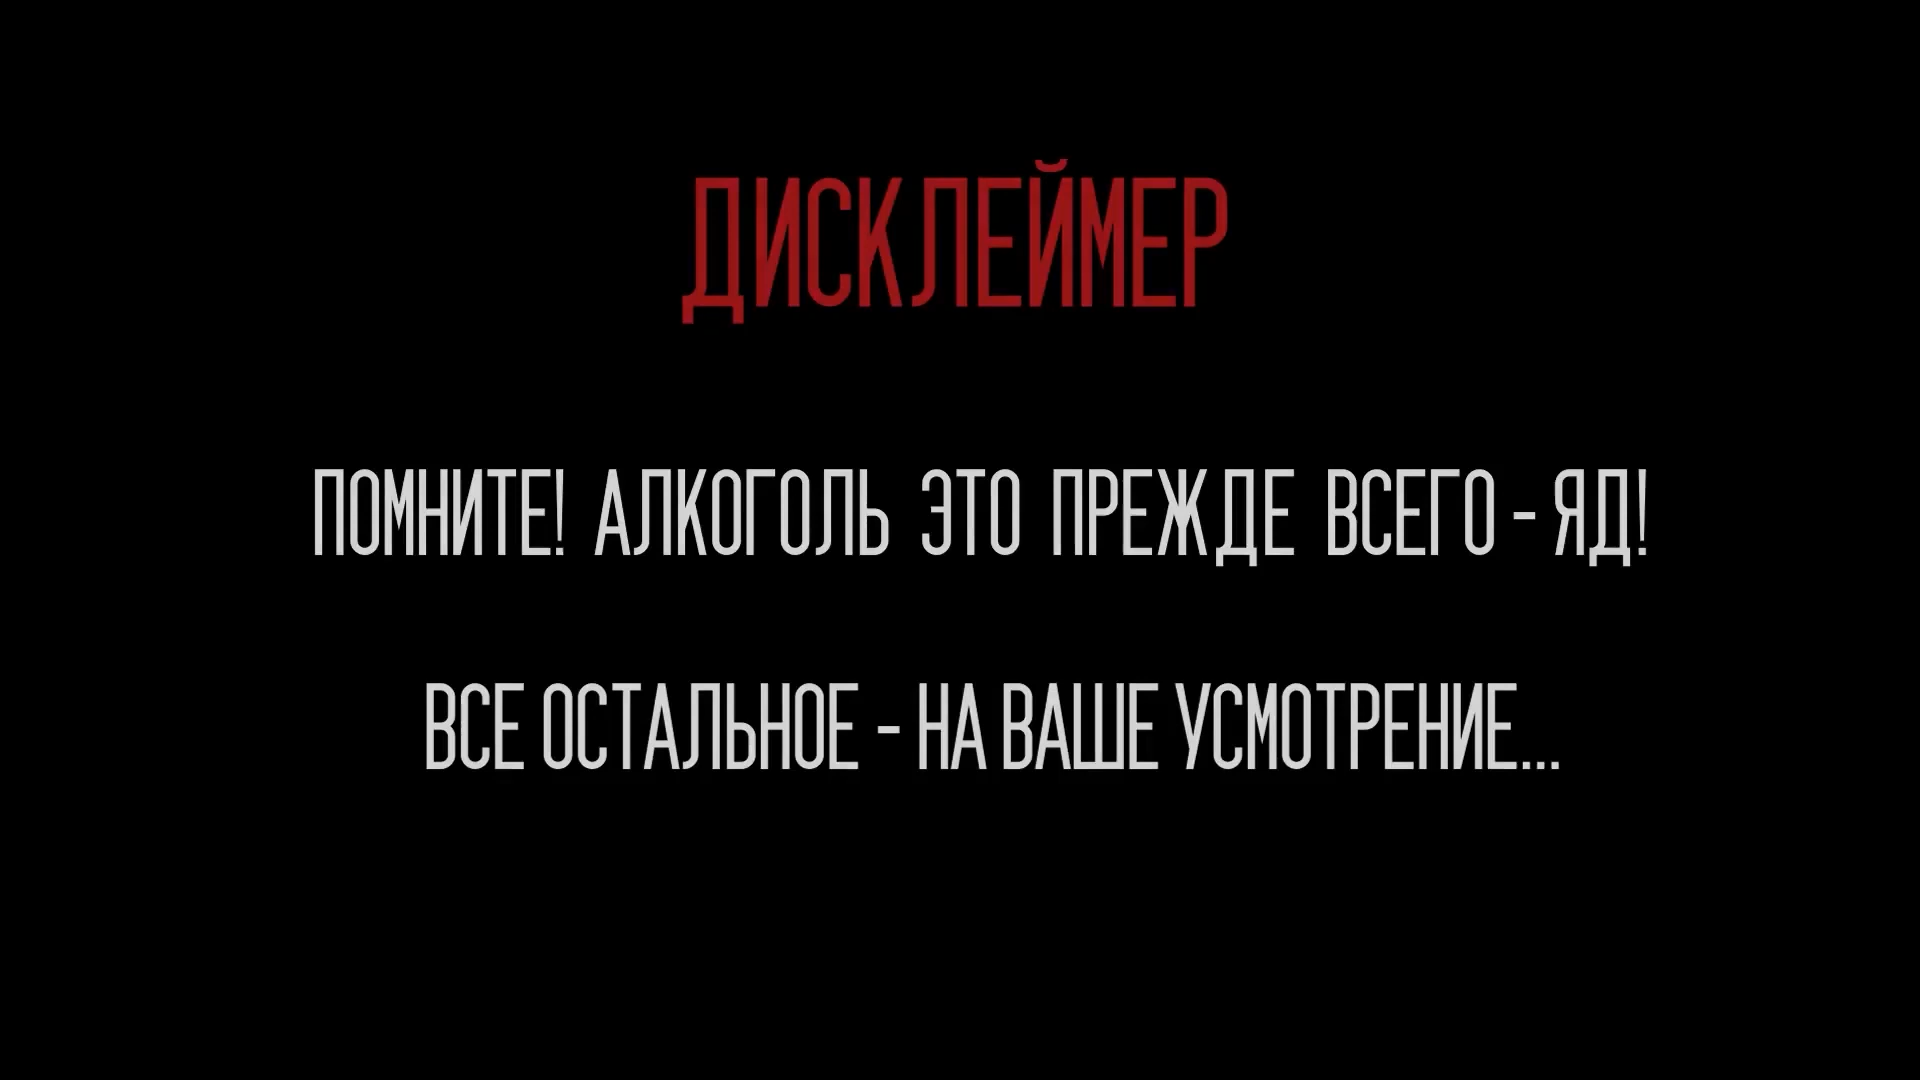 ДИСКЛЕЙМЕР
ПОМНИТЕ! АЛКОГОЛЬ ЭТО ПРЕЖДЕ ВСЕГО - ЯД!
ВСЕ ОСТАЛЬНОЕ - НА ВАШЕ УСМОТРЕНИЕ...